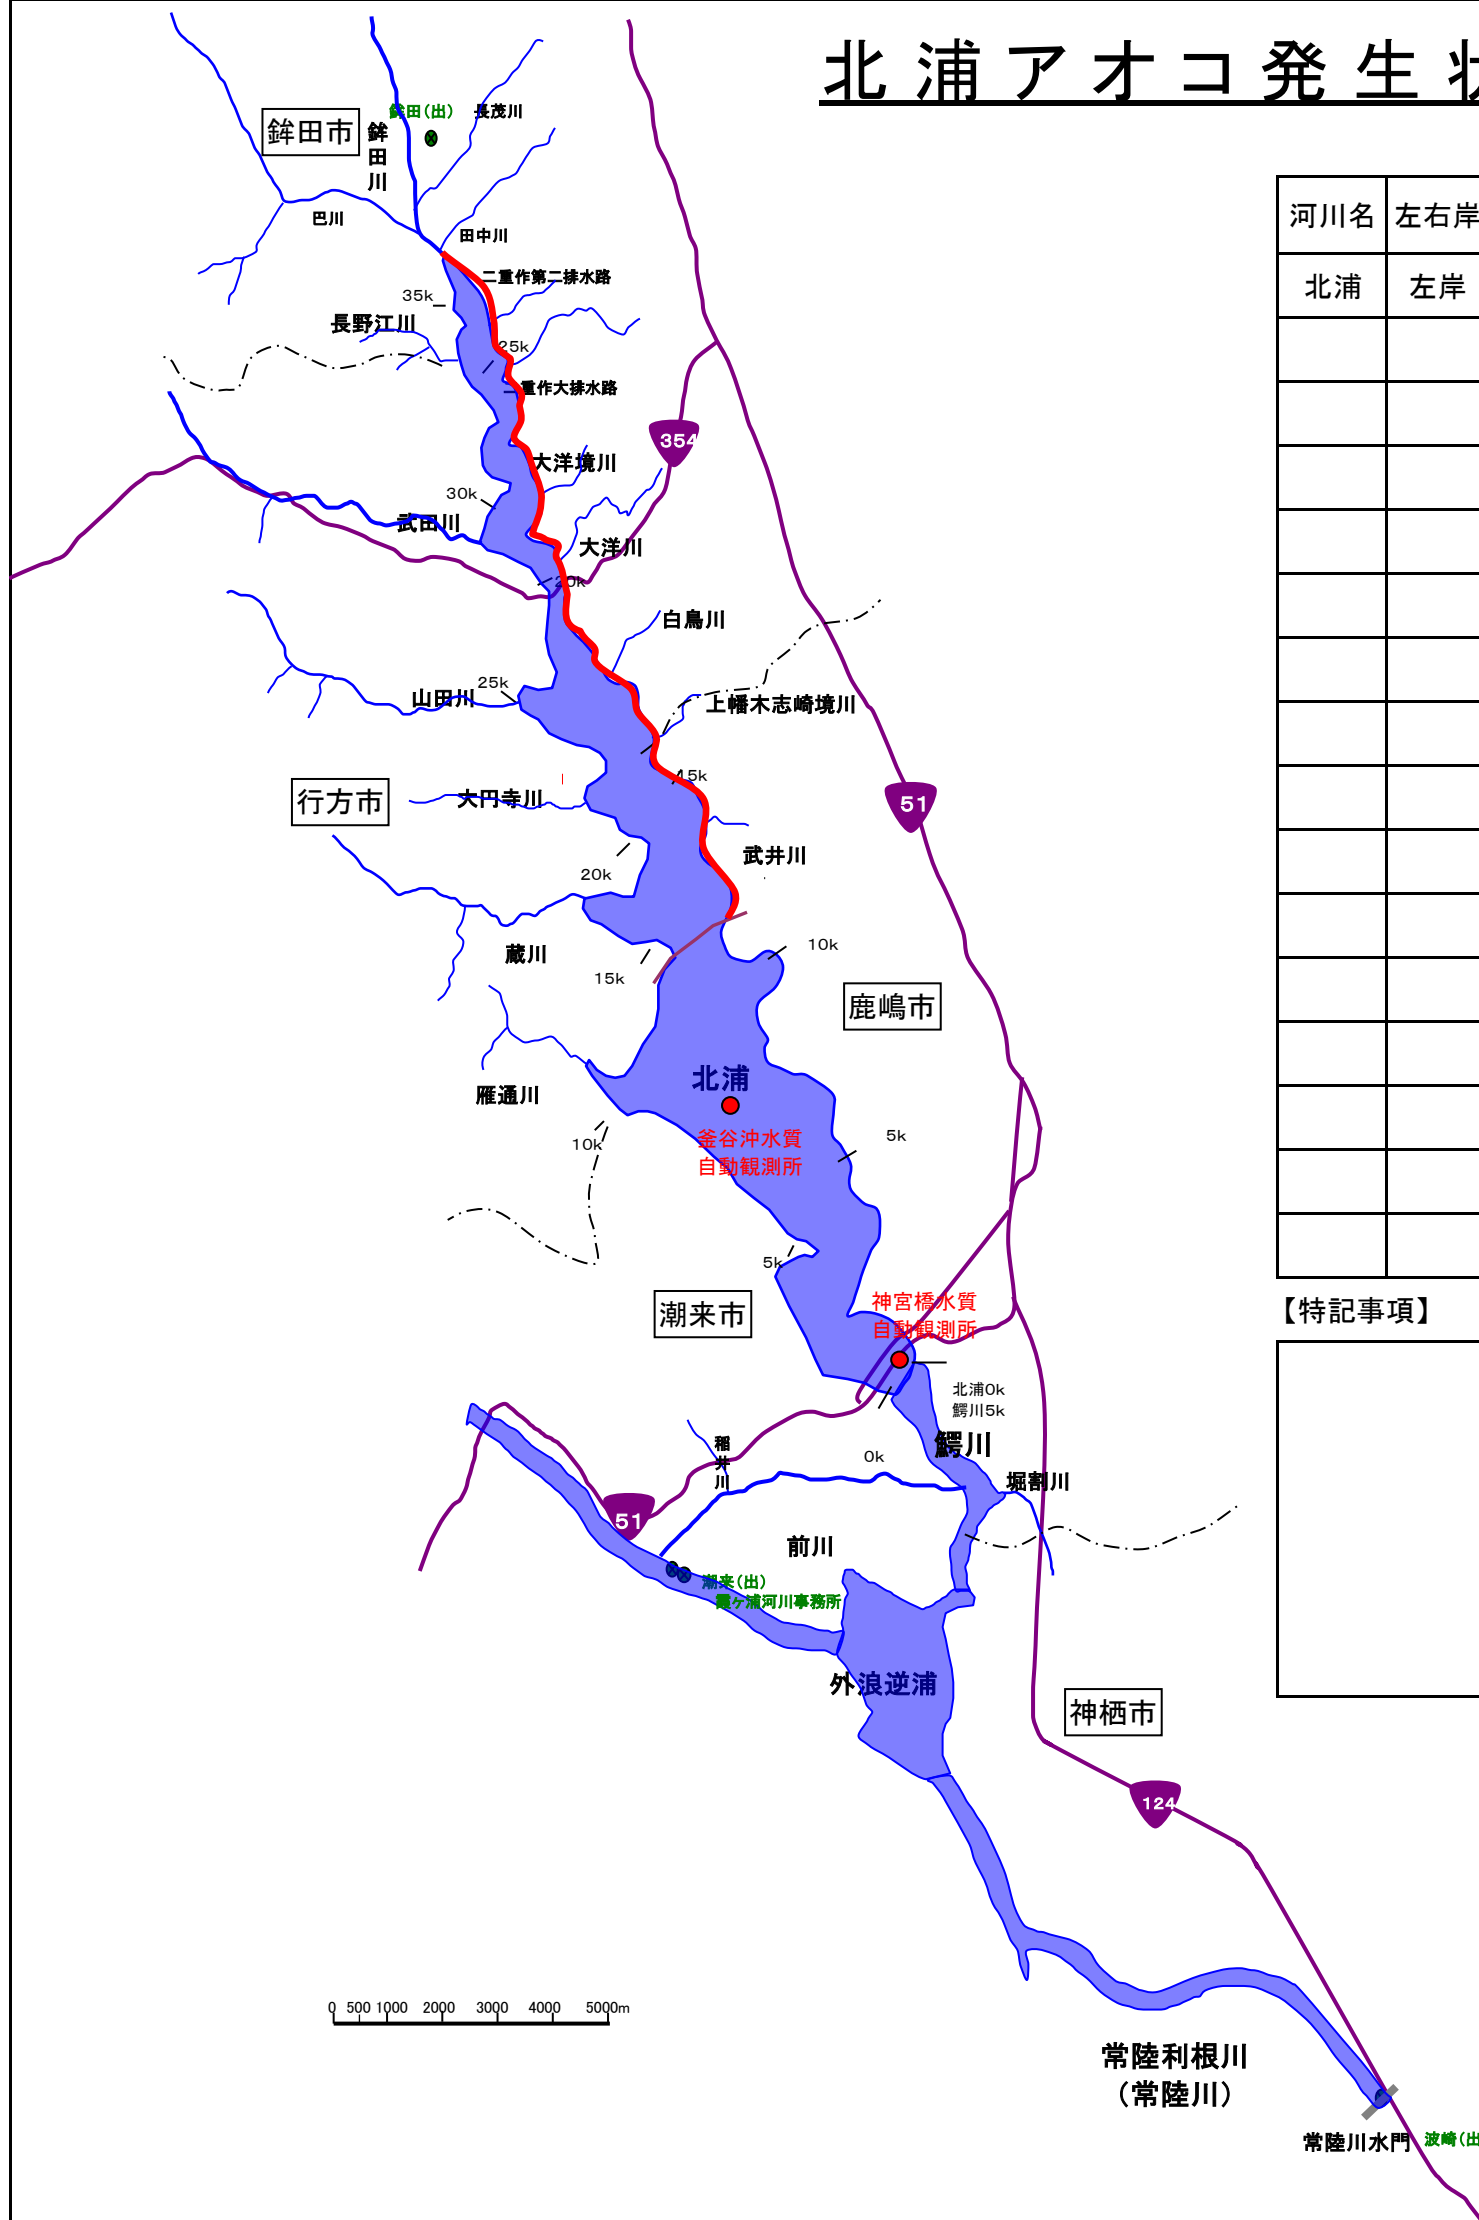 北浦アオコ発生状
鉾田(出)
長茂川
鉾田市
鉾田川
巴川
田中川
二重作第二排水路
35k
長野江川
25k
重作大排水路
354
大洋境川
30k
武田川
大洋川
20k
白鳥川
25k
山田川
上幡木志崎境川
15k
行方市
大円寺川
51
武井川
20k
蔵川
10k
15k
鹿嶋市
北浦
雁通川
10k
5k
釜谷沖水質
自動観測所
5k
潮来市
神宮橋水質
自動観測所
北浦0k
鰐川5k
鰐川
稲井川
0k
堀割川
51
前川
潮来(出)
霞ヶ浦河川事務所
外浪逆浦
神栖市
124
0 500 1000 2000 3000 4000 5000m
常陸利根川
(常陸川)
常陸川水門
波崎(出
河川名 左右岸
北浦 左岸
【特記事項】